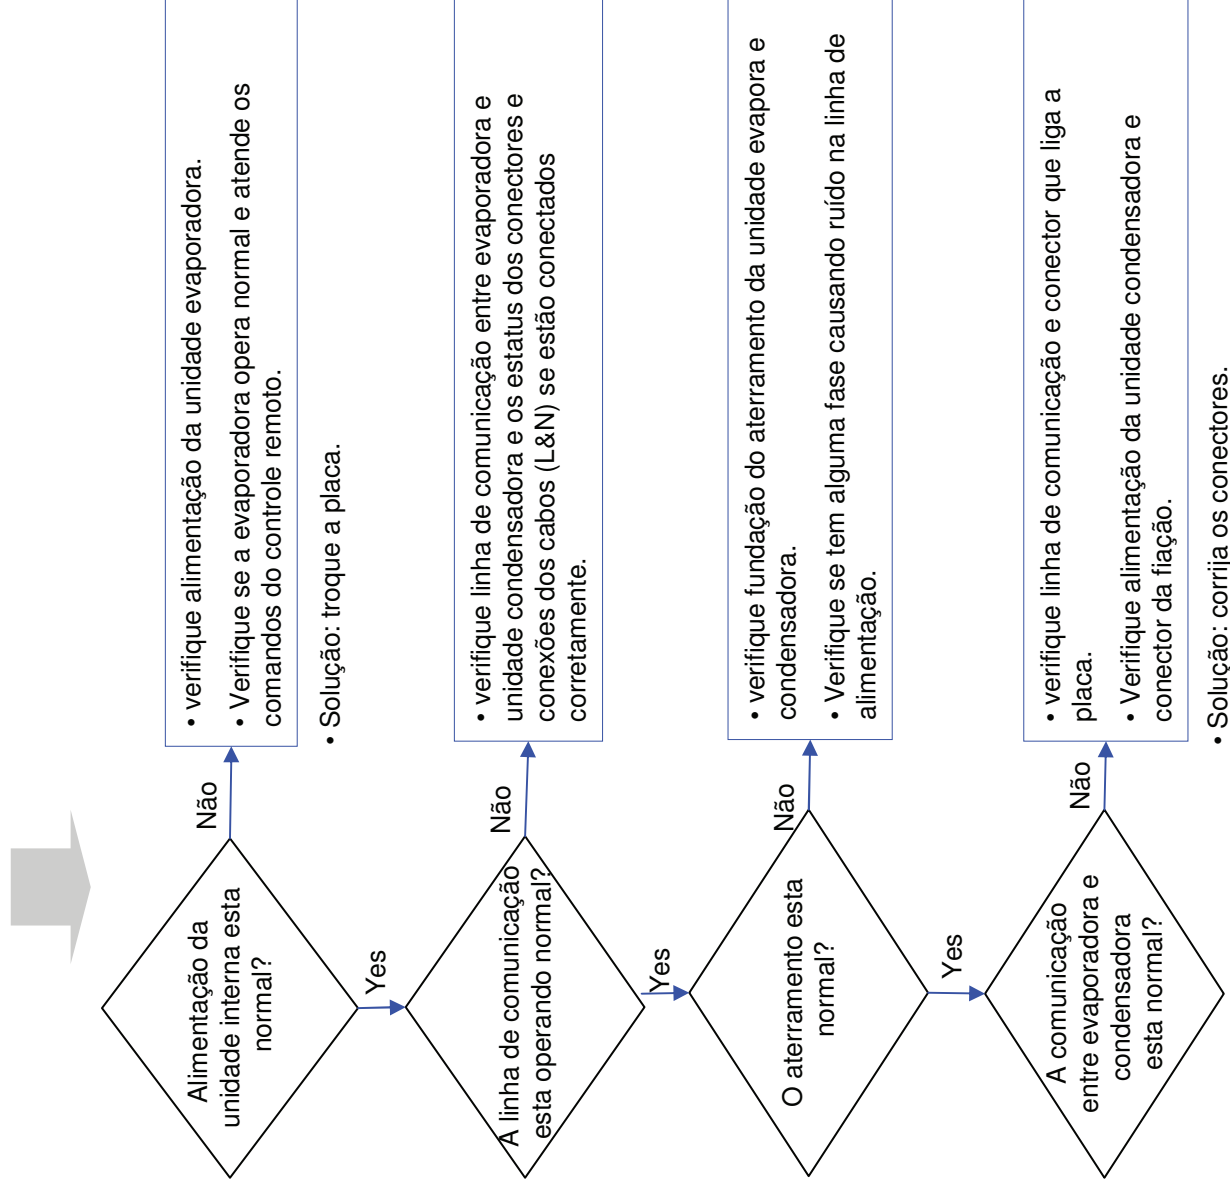 Alimentação da
unidade interna esta
normal?
Não
• verifique alimentação da unidade evaporadora.
• Verifique se a evaporadora opera normal e atende os
comandos do controle remoto.
• Solução: troque a placa.
Yes
A linha de comunicação
esta operando normal?
Não
• verifique linha de comunicação entre evaporadora e
unidade condensadora e os estatus dos conectores e
conexões dos cabos (L&N) se estão conectados
corretamente.
Yes
O aterramento esta
normal?
Não
• verifique fundação do aterramento da unidade evapora e
condensadora.
• Verifique se tem alguma fase causando ruído na linha de
alimentação.
Yes
A comunicação
entre evaporadora e
condensadora
esta normal?
Não
• verifique linha de comunicação e conector que liga a
placa.
• Verifique alimentação da unidade condensadora e
conector da fiação.
• Solução: corrija os conectores.